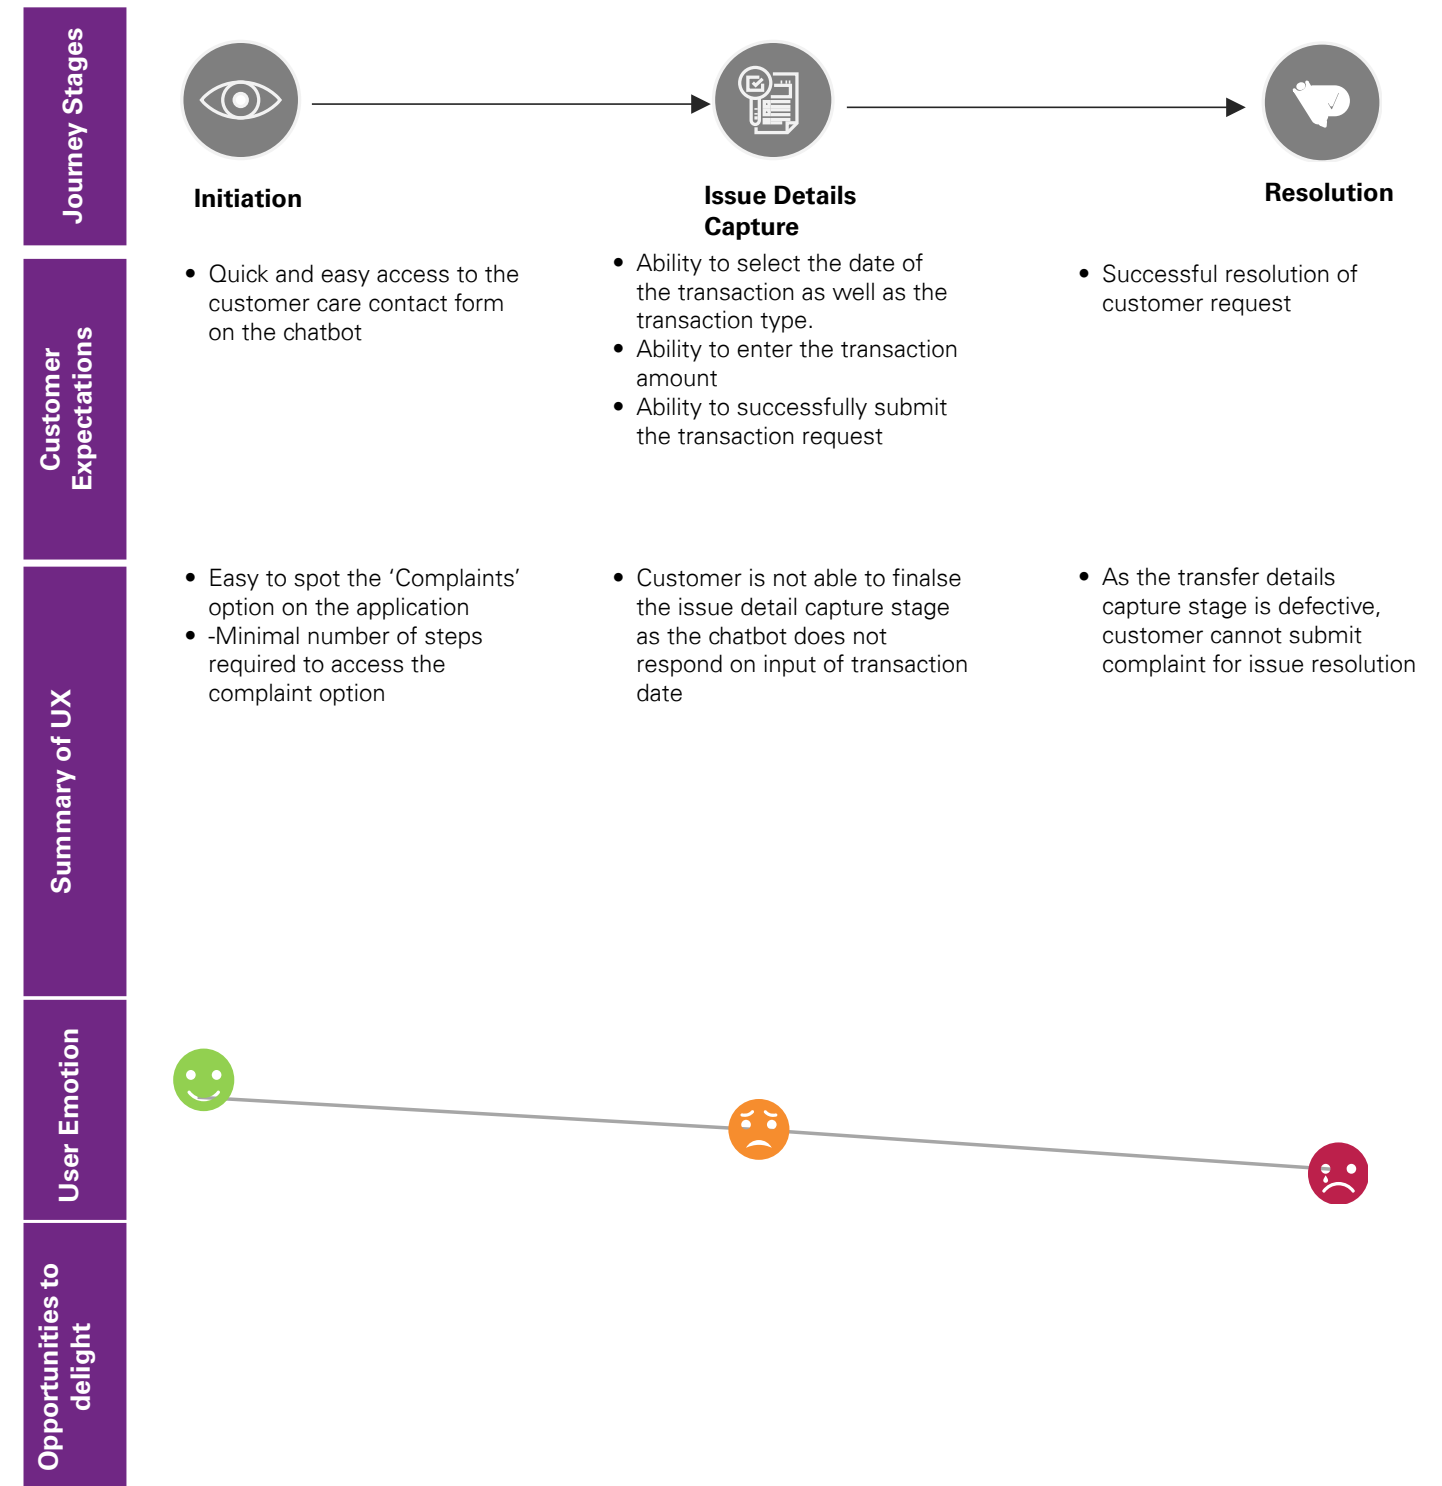 Journey Stages
Initiation
Issue Details
Capture
Resolution
Customer
Expectations
• Quick and easy access to the
customer care contact form
on the chatbot
• Ability to select the date of
the transaction as well as the
transaction type.
• Ability to enter the transaction
amount
• Ability to successfully submit
the transaction request
• Successful resolution of
customer request
Summary of UX
• Easy to spot the ‘Complaints’
option on the application
• -Minimal number of steps
required to access the
complaint option
• Customer is not able to finalse
the issue detail capture stage
as the chatbot does not
respond on input of transaction
date
• As the transfer details
capture stage is defective,
customer cannot submit
complaint for issue resolution
User Emotion
Opportunities to
delight